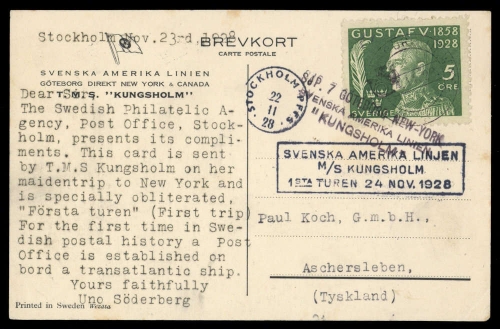 Stockholm Nov. 23rd, 1928
BREVKORT
CARTE POSTALE
SVENSKA AMERIKA LINIEN
GÖTEBORG DIREKT NEW YORK & CANADA
T. M. S. "KUNGSHOLM"
Dear Sirs,
The Swedish Philatelic A-
gency, Post Office, Stock-
holm, presents its compli-
ments. This card is sent
by T.M.S Kungsholm on her
maidentrip to New York and
is specially obliterated,
"Första turen" (First trip)
For the first time in Swe-
dish postal history a Post
Office is established on
bord a transatlantic ship.
Yours faithfully
Uno Söderberg
Printed in Sweden Wezäta
GUSTAF V. 1858
1928
5
ÖRE
SVERIGE
STOCKHOLM
22
11
28
NEW-YORK
SVENSKA AMERIKA LINIEN
"KUNGSHOLM"
SVENSKA AMERIKA LINJEN
M/S KUNGSHOLM
1STA TUREN 24 NOV. 1928
Paul Koch, G.m.b.H.,
Aschersleben,
(Tyskland)